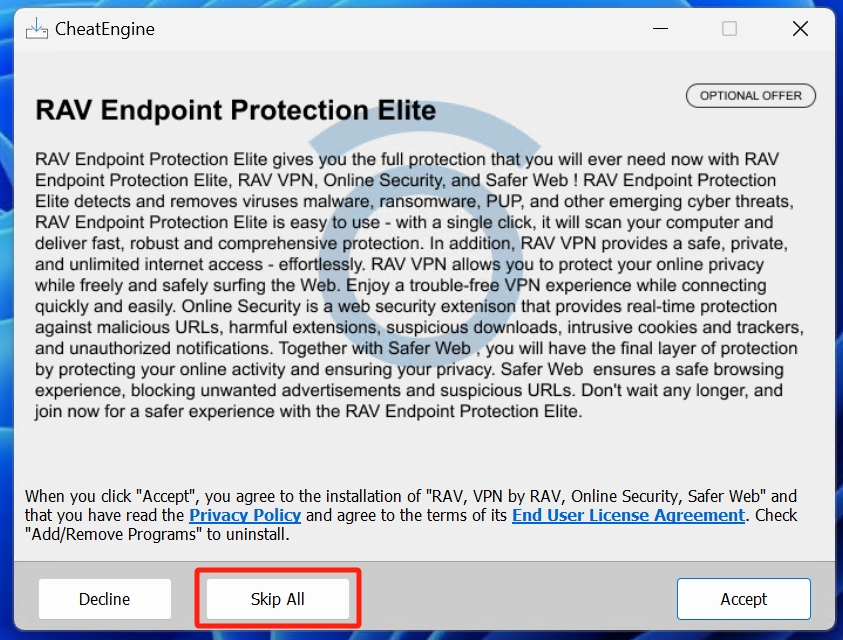 CheatEngine
OPTIONAL OFFER
RAV Endpoint Protection Elite
RAV Endpoint Protection Elite gives you the full protection that you will ever need now with RAV
Endpoint Protection Elite, RAV VPN, Online Security, and Safer Web ! RAV Endpoint Protection
Elite detects and removes viruses malware, ransomware, PUP, and other emerging cyber threats,
RAV Endpoint Protection Elite is easy to use - with a single click, it will scan your computer and
deliver fast, robust and comprehensive protection. In addition, RAV VPN provides a safe, private,
and unlimited internet access - effortlessly. RAV VPN allows you to protect your online privacy
while freely and safely surfing the Web. Enjoy a trouble-free VPN experience while connecting
quickly and easily. Online Security is a web security extenison that provides real-time protection
against malicious URLs, harmful extensions, suspicious downloads, intrusive cookies and trackers,
and unauthorized notifications. Together with Safer Web , you will have the final layer of protection
by protecting your online activity and ensuring your privacy. Safer Web  ensures a safe browsing
experience, blocking unwanted advertisements and suspicious URLs. Don't wait any longer, and
join now for a safer experience with the RAV Endpoint Protection Elite.
When you click "Accept", you agree to the installation of "RAV, VPN by RAV, Online Security, Safer Web" and
that you have read the Privacy Policy and agree to the terms of its End User License Agreement. Check
"Add/Remove Programs" to uninstall.
Decline
Skip All
Accept